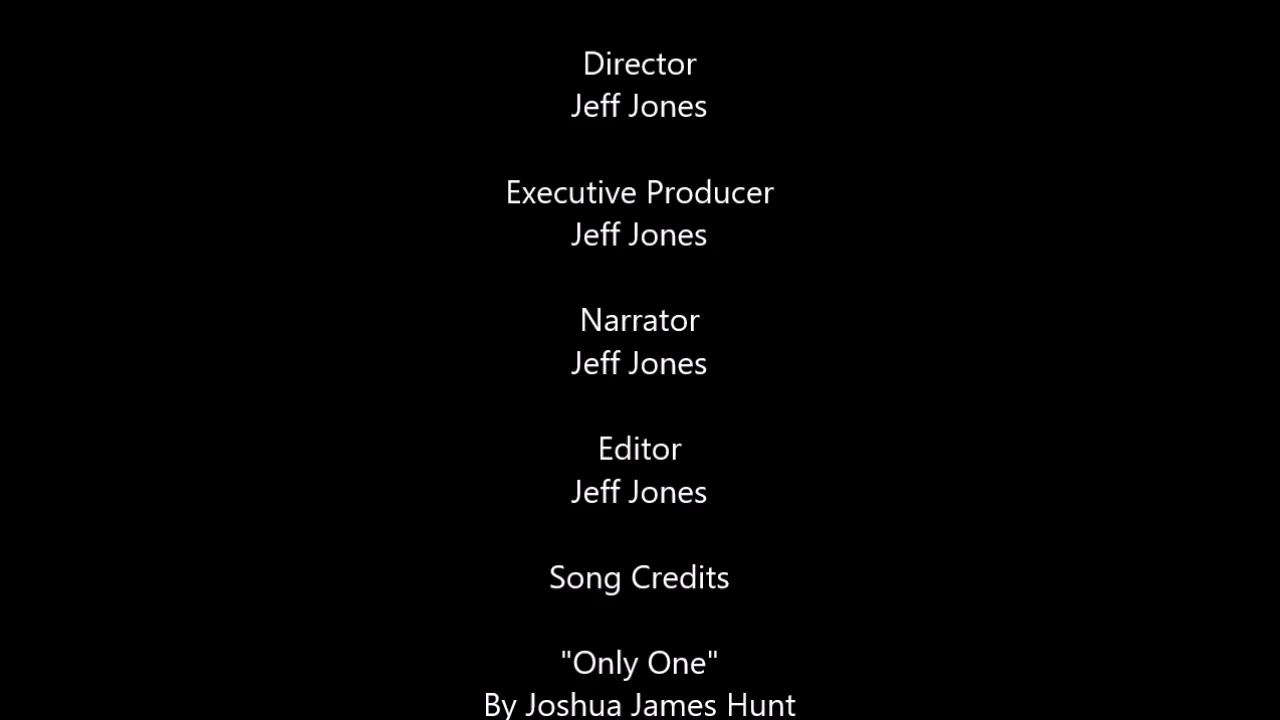 Director
Jeff Jones
Executive Producer
Jeff Jones
Narrator
Jeff Jones
Editor
Jeff Jones
Song Credits
"Only One"
By Joshua James Hunt